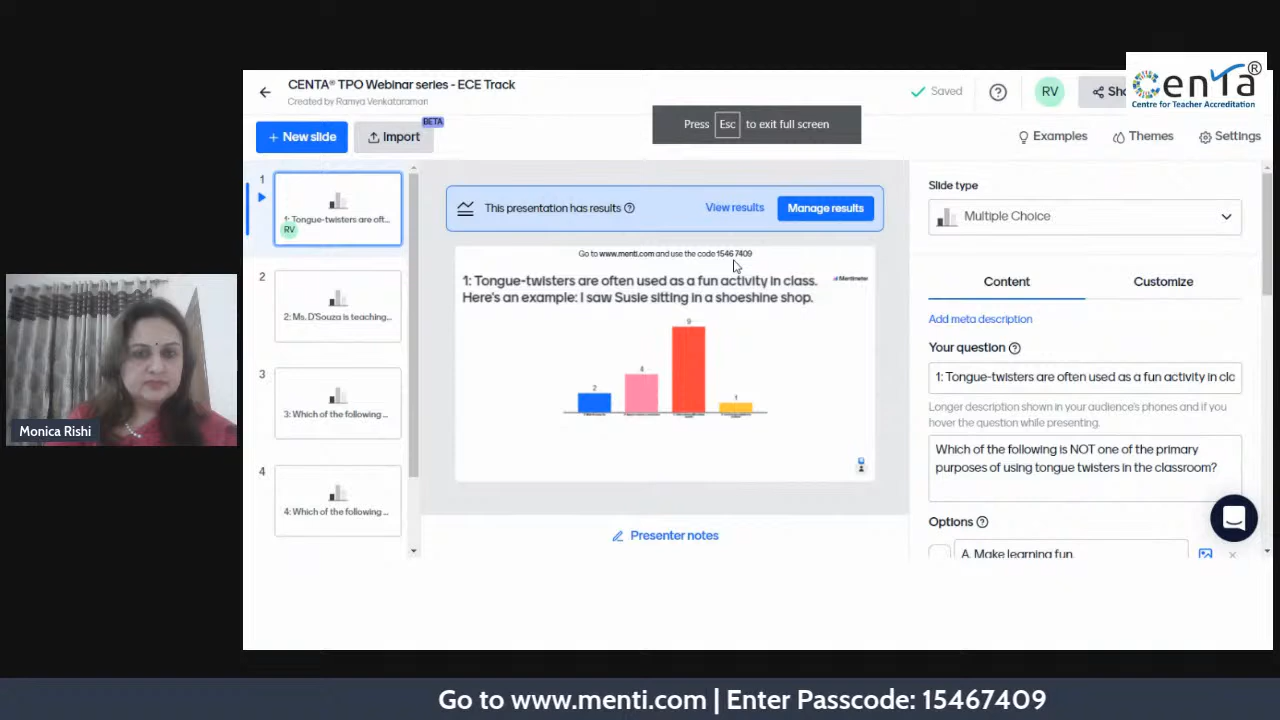 CENTA® TPO Webinar series - ECE Track
Created by Ramya Venkataraman
Saved
RV
Sho
CENTA®
Centre for Teacher Accreditation
+ New slide
Import
BETA
Press Esc to exit full screen
Examples
Themes
Settings
1
1: Tongue-twisters are oft...
RV
2
2: Ms. D'Souza is teaching...
3
3: Which of the following ...
4
4: Which of the following ...
This presentation has results
View results
Manage results
Go to www.menti.com and use the code 1546 7409
1: Tongue-twisters are often used as a fun activity in class.
Here's an example: I saw Susie sitting in a shoeshine shop.
Mentimeter
2
4
9
1
Presenter notes
Slide type
Multiple Choice
Content
Customize
Add meta description
Your question
1: Tongue-twisters are often used as a fun activity in clc
Longer description shown in your audience's phones and if you
hover the question while presenting.
Which of the following is NOT one of the primary
purposes of using tongue twisters in the classroom?
Options
A. Make learning fun.
Monica Rishi
Go to www.menti.com | Enter Passcode: 15467409